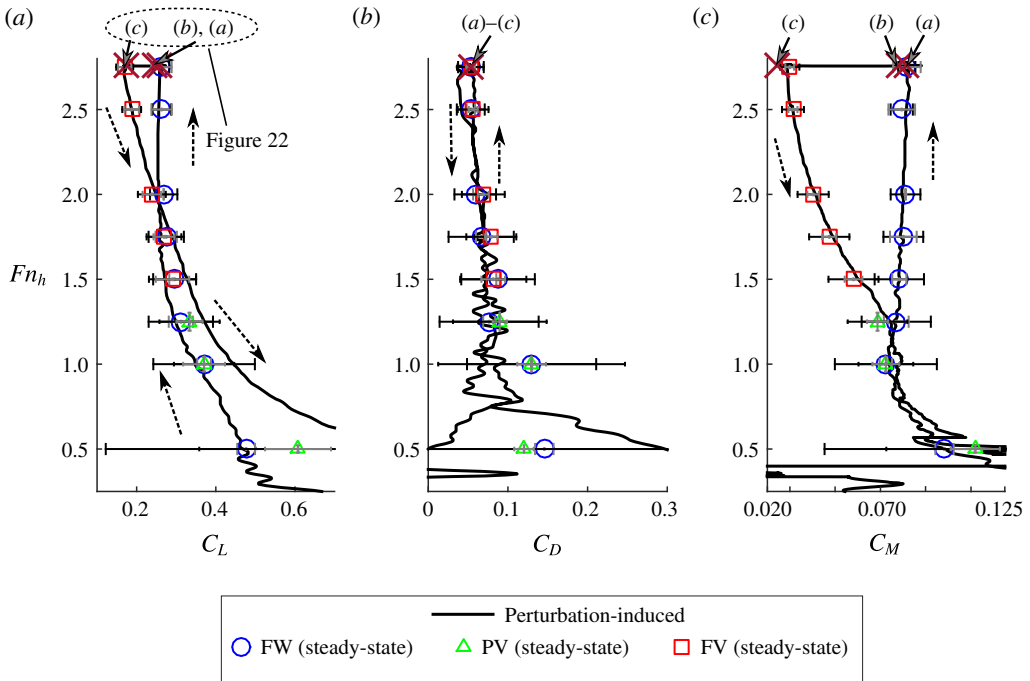 (a)
(c)
(b), (a)
Figure 22
2.5
2.0
1.5
1.0
0.5
Fn_h
0.2
0.4
0.6
C_L
(b)
(a)–(c)
0
0.1
0.2
0.3
C_D
(c)
(c)
(b)
(a)
0.020
0.070
0.125
C_M
Perturbation-induced
FW (steady-state)
PV (steady-state)
FV (steady-state)